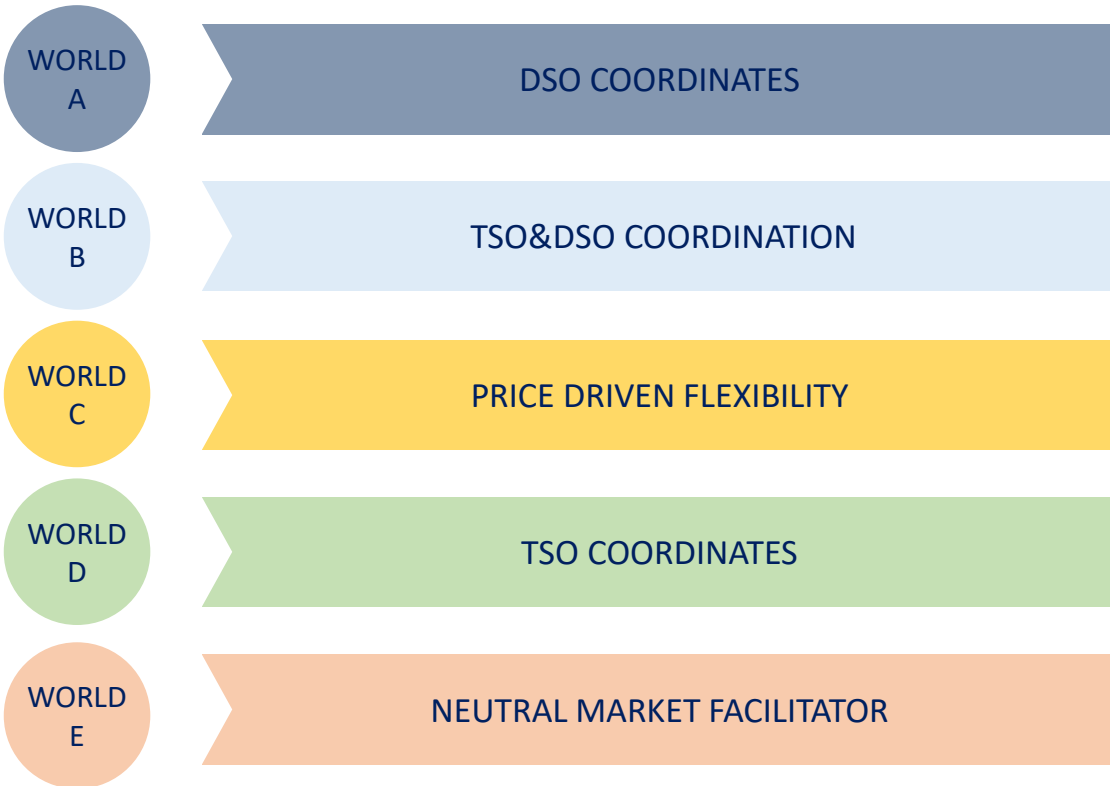 WORLD
A
DSO COORDINATES
WORLD
B
TSO&DSO COORDINATION
WORLD
C
PRICE DRIVEN FLEXIBILITY
WORLD
D
TSO COORDINATES
WORLD
E
NEUTRAL MARKET FACILITATOR